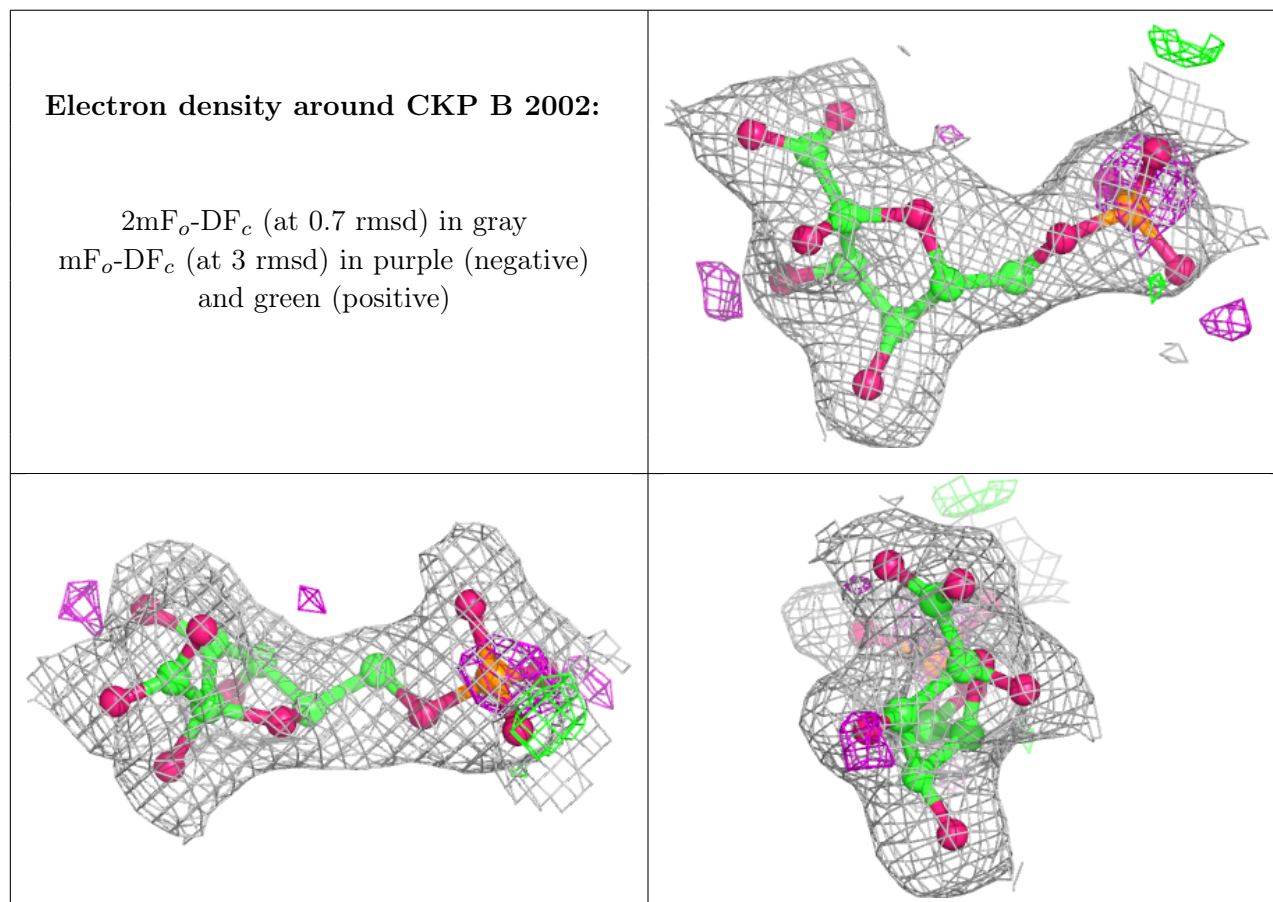 Electron density around CKP B 2002:
2mFo-DFc (at 0.7 rmsd) in gray
mFo-DFc (at 3 rmsd) in purple (negative)
and green (positive)